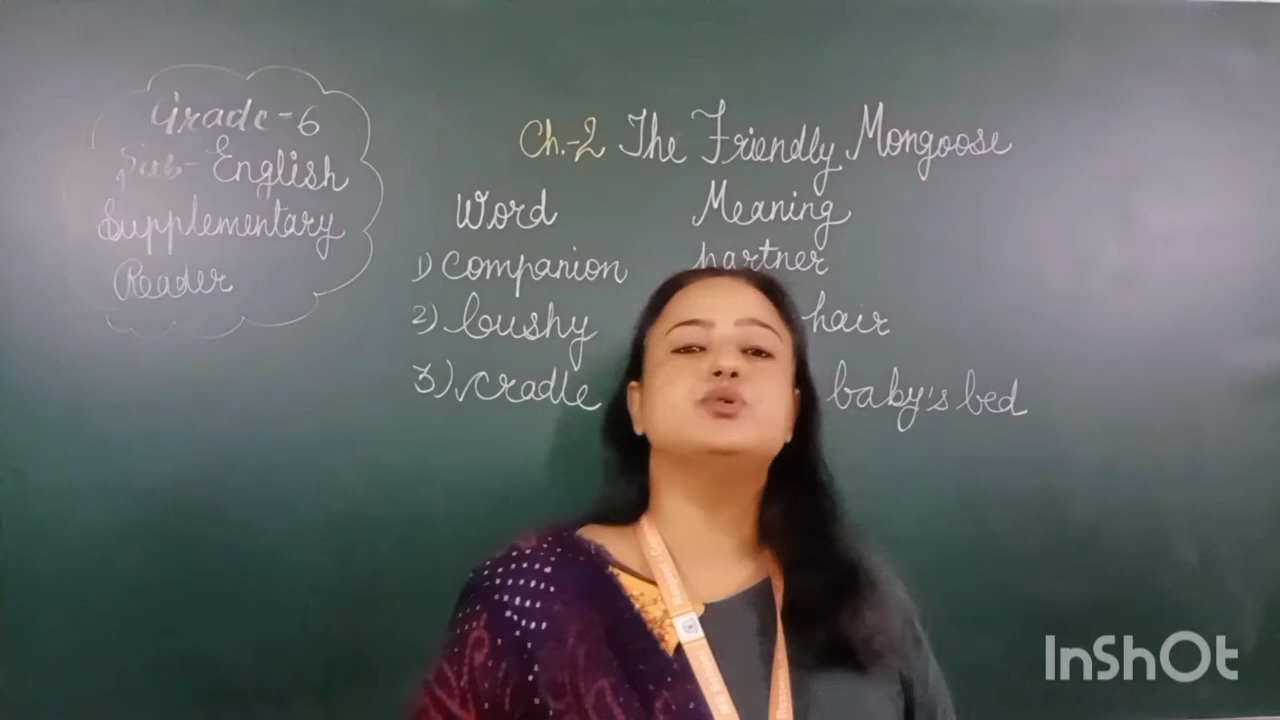 Grade-6
Sub- English
Supplementary
Reader
Ch.-2 The Friendly Mongoose
Word Meaning
1) Companion partner
2) bushy hair
3) cradle baby's bed
InShOt